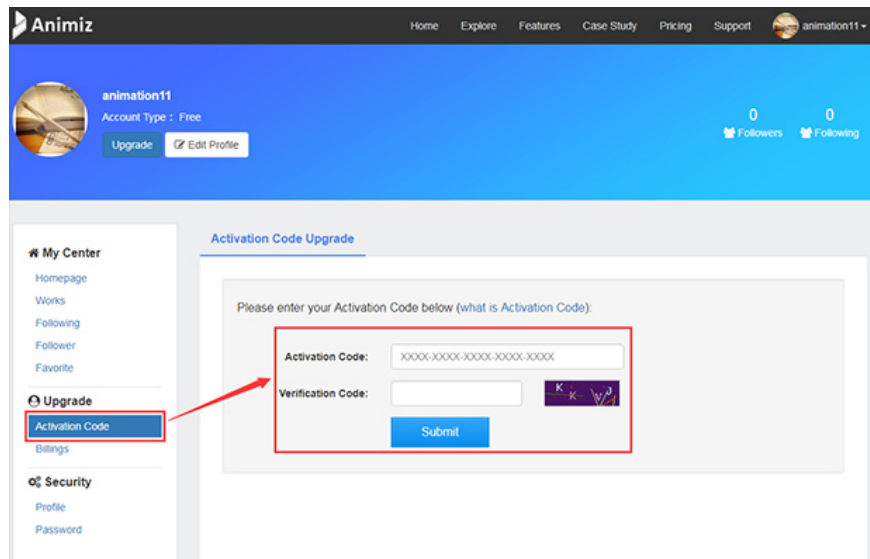 Animiz
Home Explore Features Case Study Pricing Support animation11
animation11
Account Type : Free
Upgrade Edit Profile
0 0
Followers Following
My Center
Homepage
Works
Following
Follower
Favorite
Upgrade
Activation Code
Billings
Security
Profile
Password
Activation Code Upgrade
Please enter your Activation Code below (what is Activation Code):
Activation Code: XXXX-XXXX-XXXX-XXXX-XXXX
Verification Code: K K V J
Submit